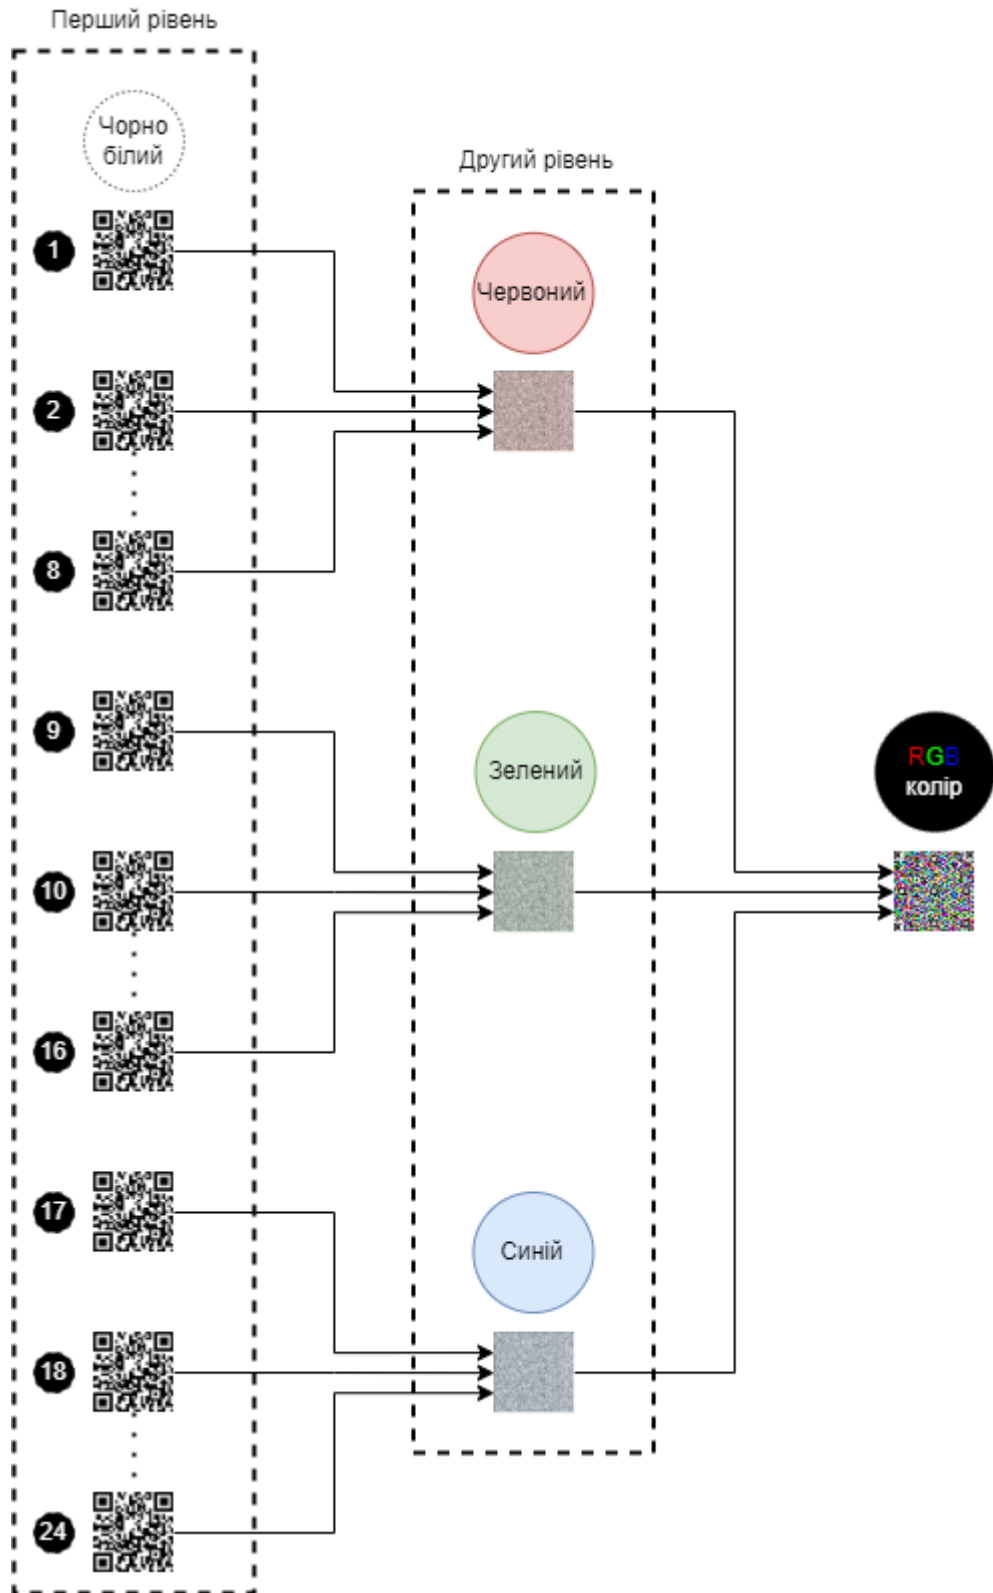 Перший рівень
Чорно
білий
Другий рівень
1
Червоний
2
8
9
Зелений
RGB
колір
10
16
17
Синій
18
24